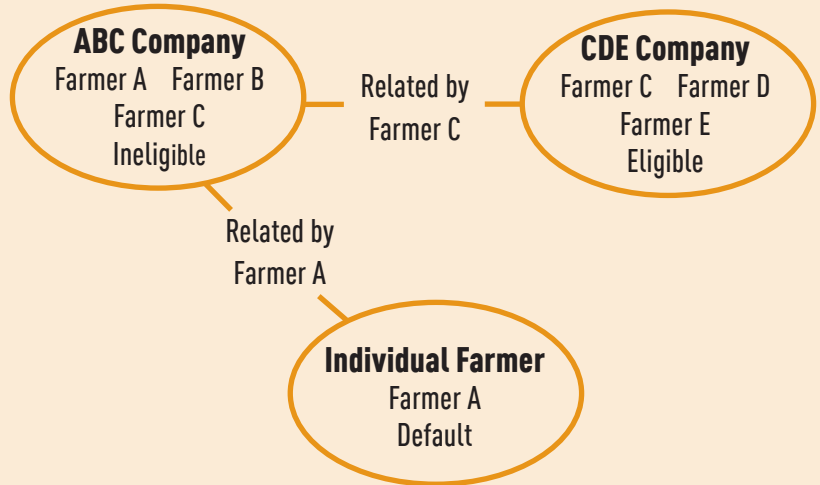 ABC Company
Farmer A Farmer B
Farmer C
Ineligible
Related by
Farmer C
CDE Company
Farmer C Farmer D
Farmer E
Eligible
Related by
Farmer A
Individual Farmer
Farmer A
Default